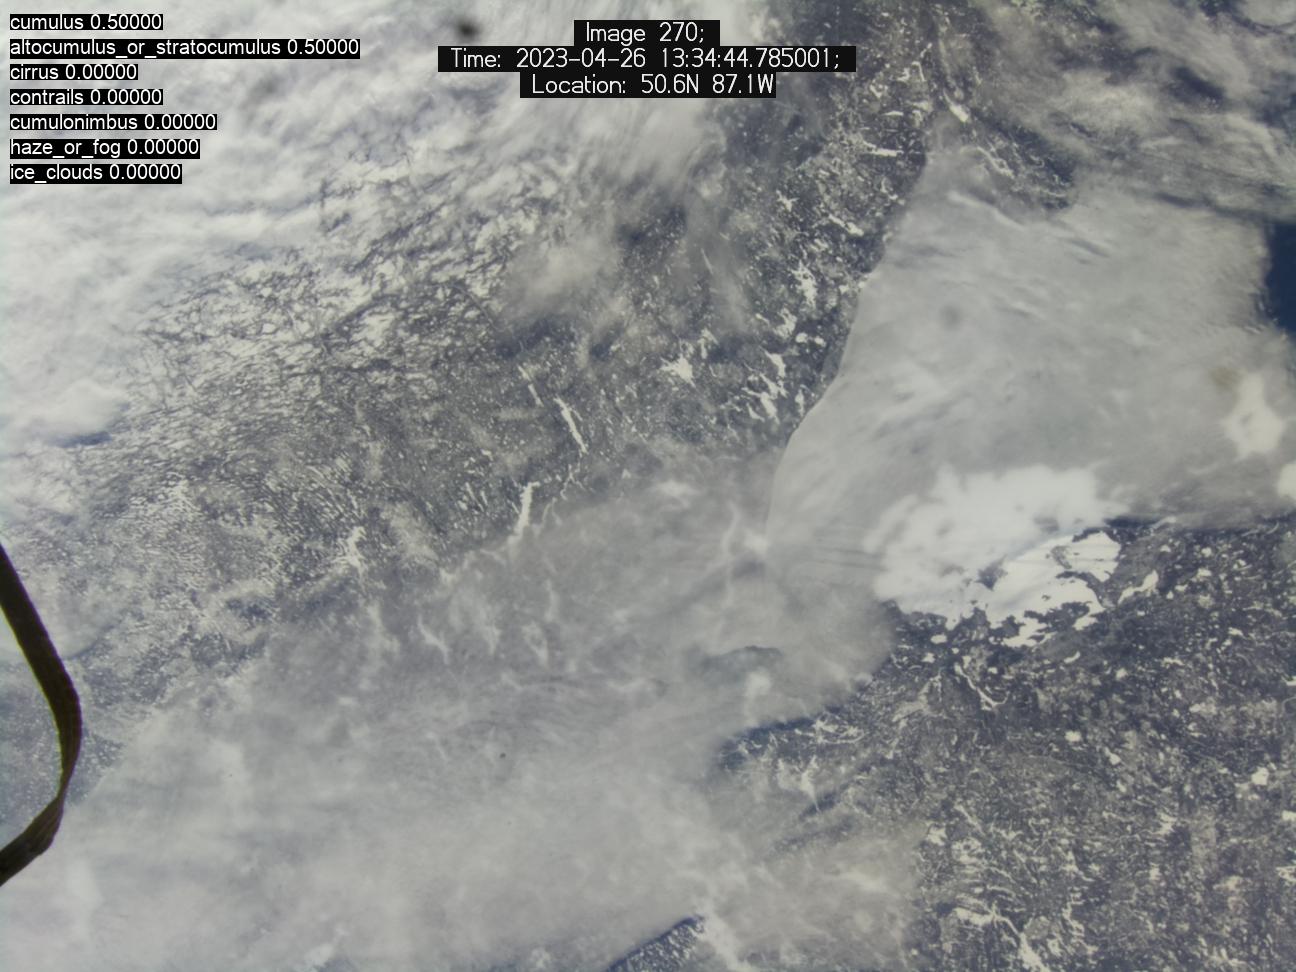 cumulus 0.50000
altocumulus_or_stratocumulus 0.50000
cirrus 0.00000
contrails 0.00000
cumulonimbus 0.00000
haze_or_fog 0.00000
ice_clouds 0.00000
Image 270;
Time: 2023-04-26 13:34:44.785001;
Location: 50.6N 87.1W